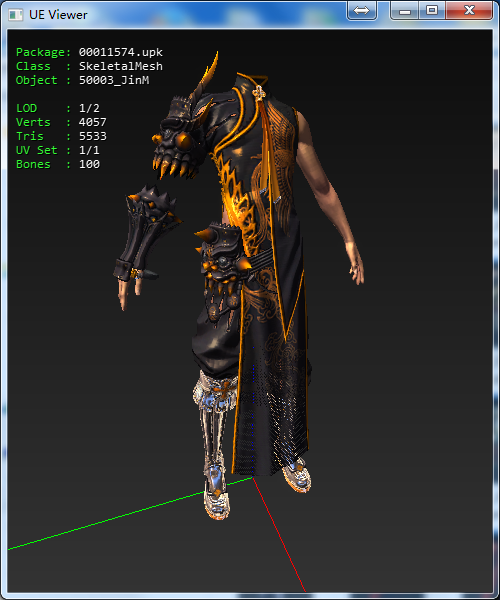 UE Viewer
Package: 00011574.upk
Class : SkeletalMesh
Object : 50003_JinM
LOD : 1/2
Verts : 4057
Tris : 5533
UV Set : 1/1
Bones : 100